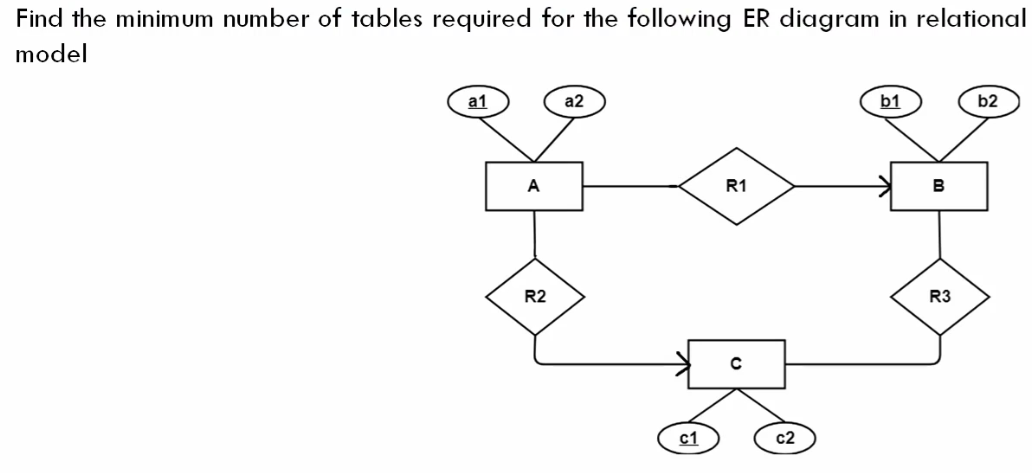 Find the minimum number of tables required for the following ER diagram in relational
model
a1 a2 b1 b2
A R1 B
R2 R3
C
c1 c2